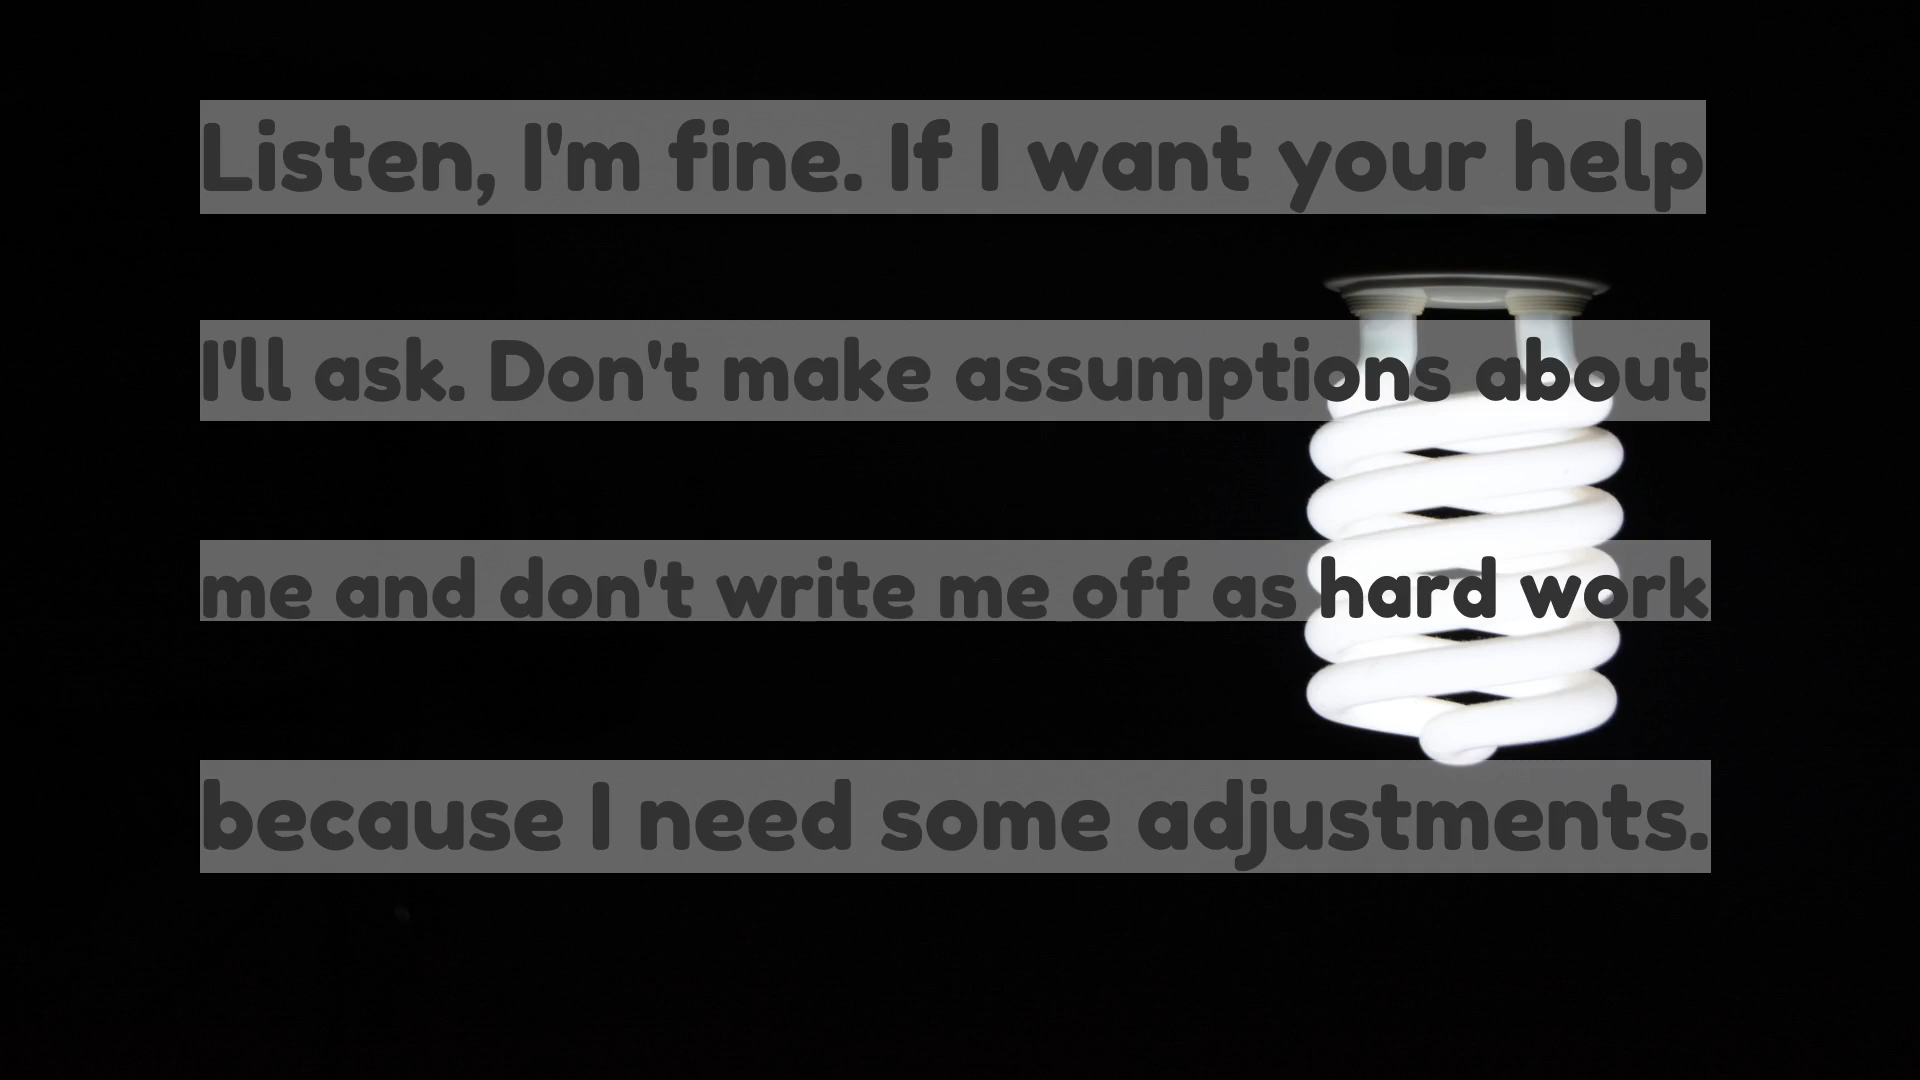 Listen, I'm fine. If I want your help
I'll ask. Don't make assumptions about
me and don't write me off as hard work
because I need some adjustments.